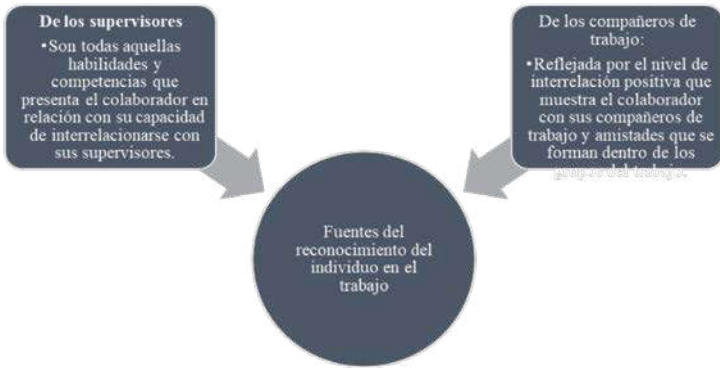 De los supervisores
•Son todas aquellas
habilidades y
competencias que
presenta el colaborador en
relación con su capacidad
de interrelacionarse con
sus supervisores.
De los compañeros de
trabajo:
•Reflejada por el nivel de
interrelación positiva que
muestra el colaborador
con sus compañeros de
trabajo y amistades que se
forman dentro de los
grupos del trabajo.
Fuentes del
reconocimiento del
individuo en el
trabajo